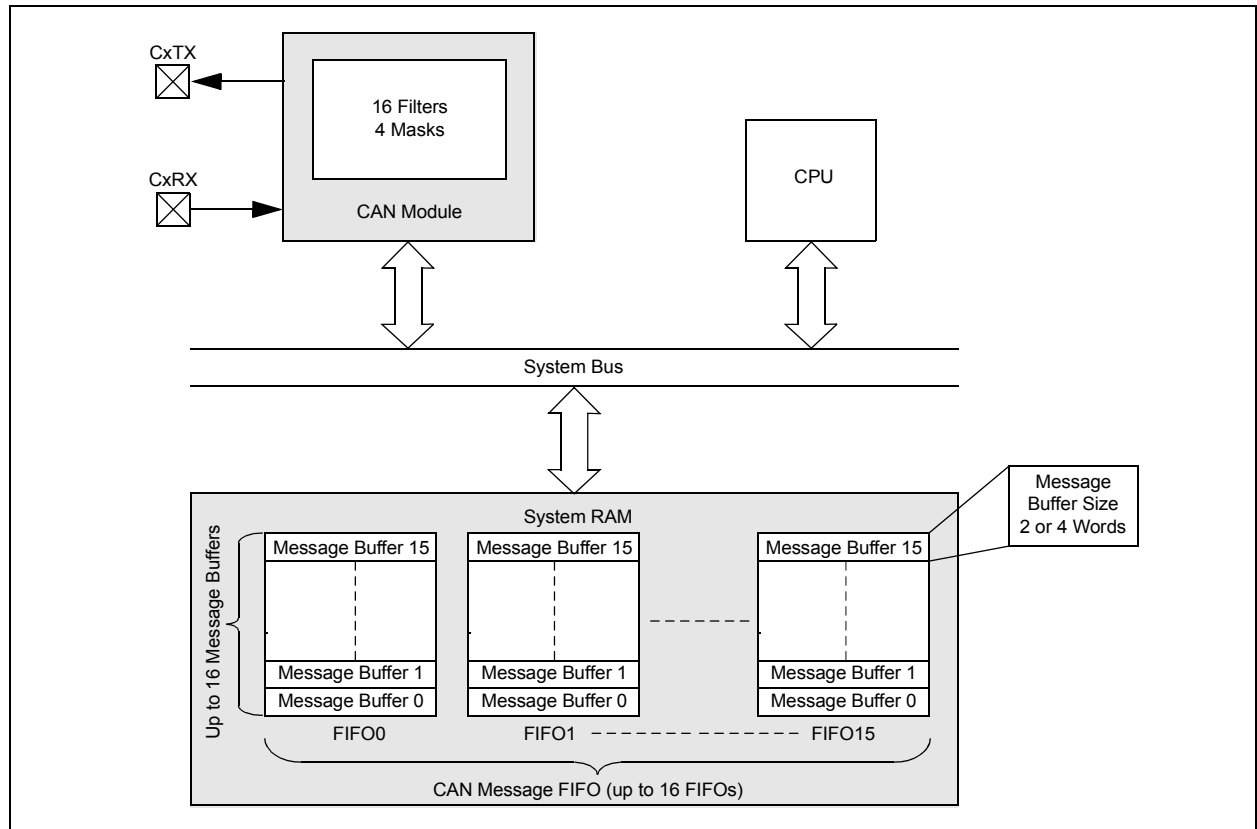 CxTX
16 Filters
4 Masks
CxRX
CAN Module
CPU
System Bus
Message
Buffer Size
2 or 4 Words
System RAM
Up to 16 Message Buffers
Message Buffer 15
Message Buffer 15
Message Buffer 15
Message Buffer 1
Message Buffer 1
Message Buffer 1
Message Buffer 0
Message Buffer 0
Message Buffer 0
FIFO0
FIFO1
FIFO15
CAN Message FIFO (up to 16 FIFOs)